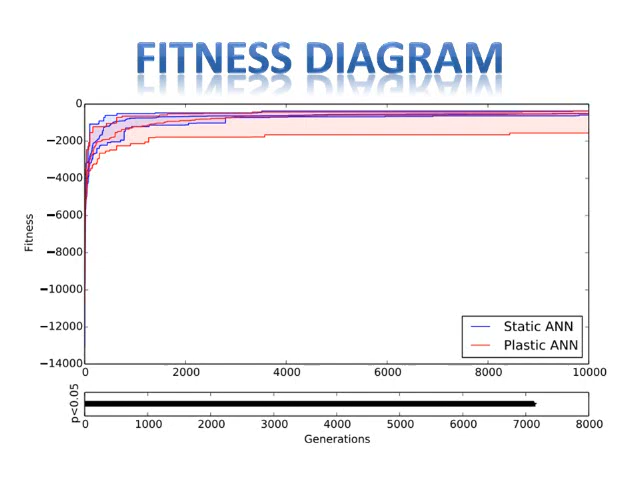 FITNESS DIAGRAM
0
−2000
−4000
−6000
−8000
−10000
−12000
−14000
Fitness
Static ANN
Plastic ANN
0 2000 4000 6000 8000 10000
p<0.05
0 1000 2000 3000 4000 5000 6000 7000 8000
Generations